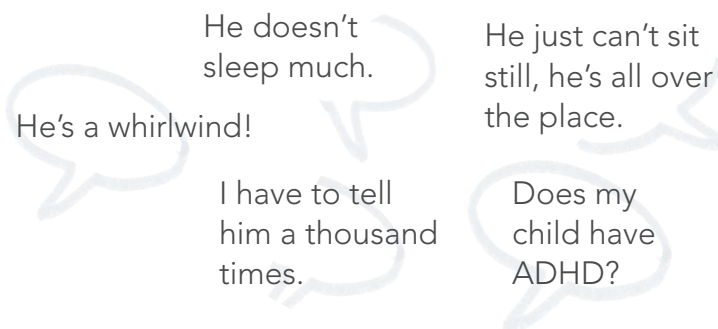 He doesn’t
sleep much.
He just can’t sit
still, he’s all over
the place.
He’s a whirlwind!
I have to tell
him a thousand
times.
Does my
child have
ADHD?